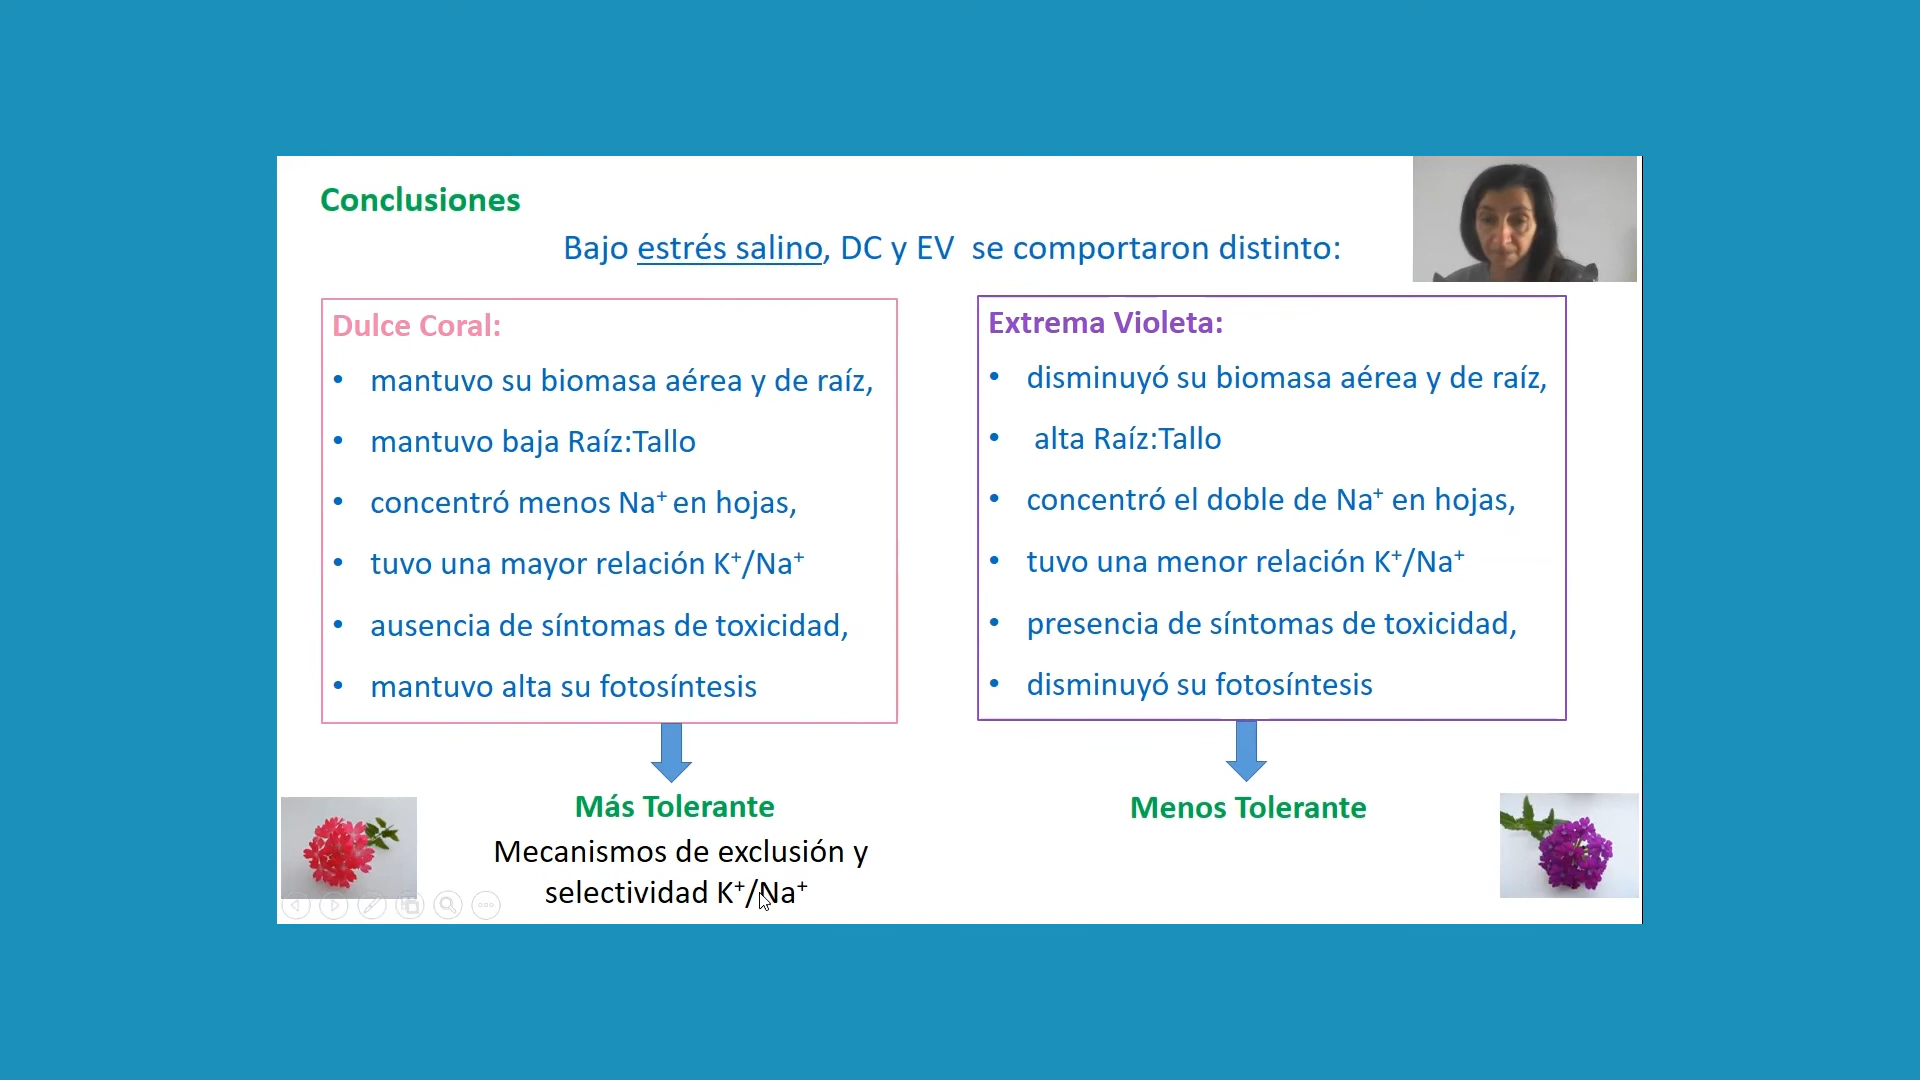 Conclusiones
Bajo estrés salino, DC y EV se comportaron distinto:
Dulce Coral:
• mantuvo su biomasa aérea y de raíz,
• mantuvo baja Raíz:Tallo
• concentró menos Na⁺ en hojas,
• tuvo una mayor relación K⁺/Na⁺
• ausencia de síntomas de toxicidad,
• mantuvo alta su fotosíntesis
Más Tolerante
Mecanismos de exclusión y
selectividad K⁺/Na⁺
Extrema Violeta:
• disminuyó su biomasa aérea y de raíz,
• alta Raíz:Tallo
• concentró el doble de Na⁺ en hojas,
• tuvo una menor relación K⁺/Na⁺
• presencia de síntomas de toxicidad,
• disminuyó su fotosíntesis
Menos Tolerante